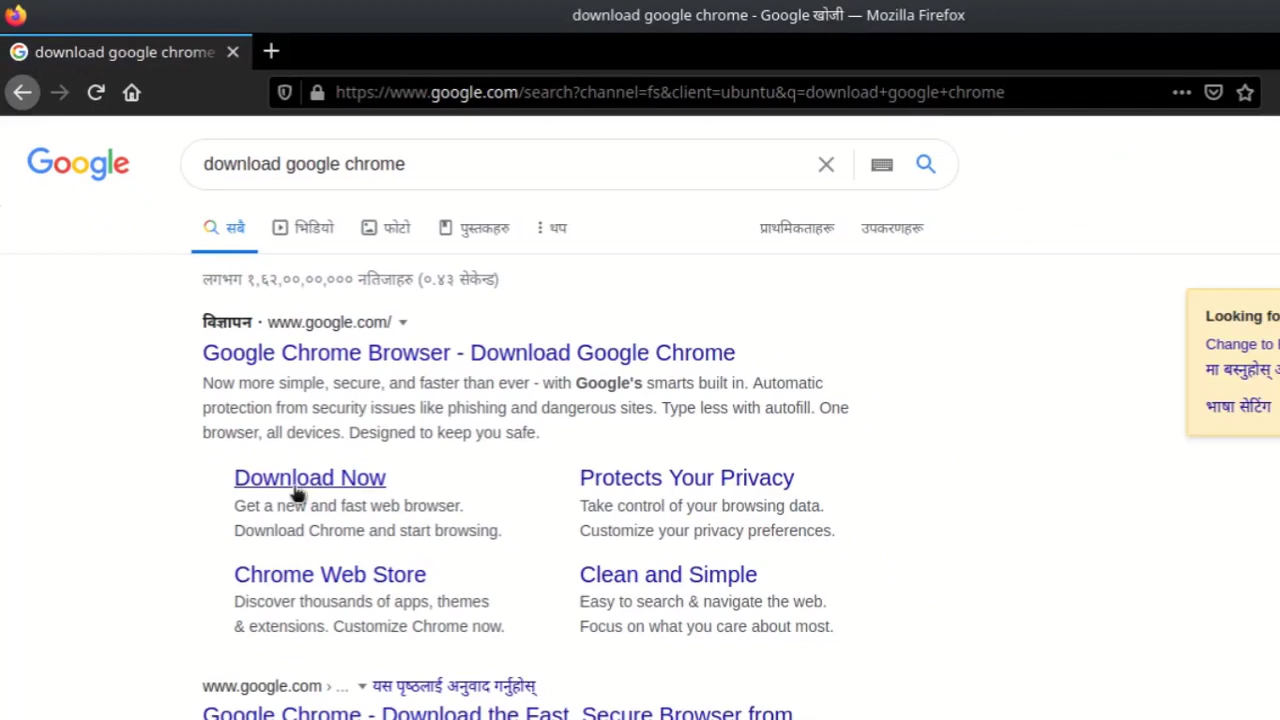 download google chrome - Google खोजी — Mozilla Firefox
download google chrome
https://www.google.com/search?channel=fs&client=ubuntu&q=download+google+chrome
Google
download google chrome
सबै भिडियो फोटो पुस्तकहरु थप प्राथमिकताहरू उपकरणहरू
लगभग १,६२,००,००,००० नतिजाहरु (०.४३ सेकेन्ड)
विज्ञापन · www.google.com/
Google Chrome Browser - Download Google Chrome
Now more simple, secure, and faster than ever - with Google's smarts built in. Automatic
protection from security issues like phishing and dangerous sites. Type less with autofill. One
browser, all devices. Designed to keep you safe.
Download Now
Get a new and fast web browser.
Download Chrome and start browsing.
Protects Your Privacy
Take control of your browsing data.
Customize your privacy preferences.
Chrome Web Store
Discover thousands of apps, themes
& extensions. Customize Chrome now.
Clean and Simple
Easy to search & navigate the web.
Focus on what you care about most.
www.google.com › ... यस पृष्ठलाई अनुवाद गर्नुहोस्
Google Chrome - Download the Fast, Secure Browser from
Looking fo
Change to
मा बस्नुहोस्
भाषा सेटिंग